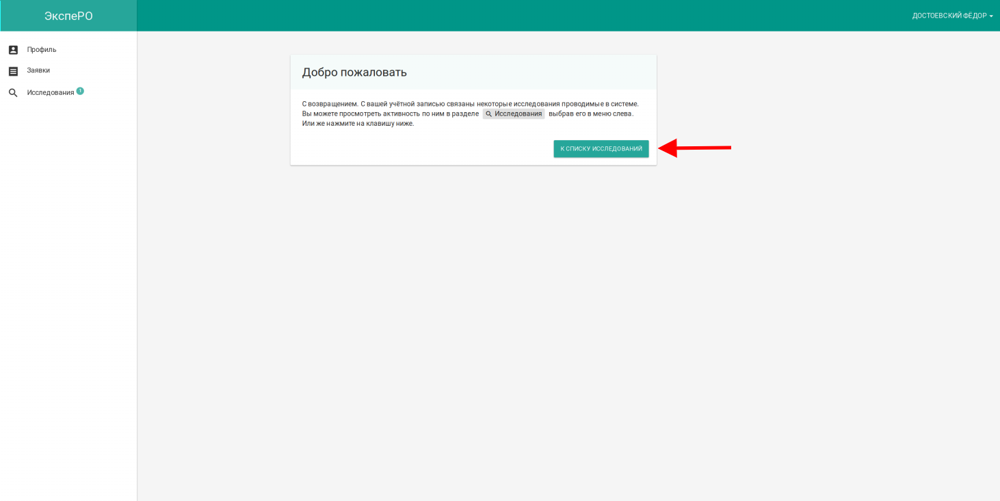 ЭкспеРО
ДОСТОЕВСКИЙ ФЁДОР
Профиль
Заявки
Исследования 1
Добро пожаловать
С возвращением. С вашей учётной записью связаны некоторые исследования проводимые в системе.
Вы можете просмотреть активность по ним в разделе Исследования выбрав его в меню слева.
Или же нажмите на клавишу ниже.
К СПИСКУ ИССЛЕДОВАНИЙ